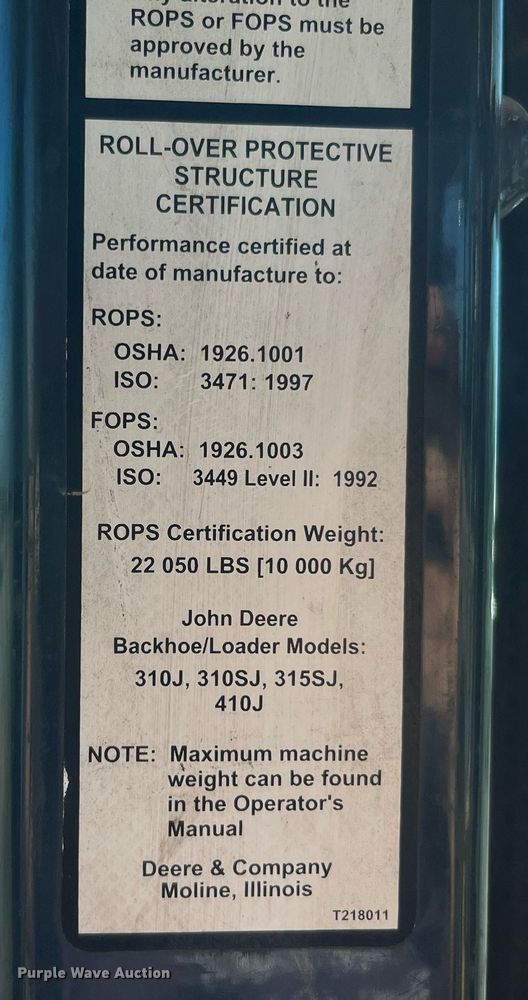 to the
ROPS or FOPS must be
approved by the
manufacturer.
ROLL-OVER PROTECTIVE
STRUCTURE
CERTIFICATION
Performance certified at
date of manufacture to:
ROPS:
OSHA: 1926.1001
ISO: 3471: 1997
FOPS:
OSHA: 1926.1003
ISO: 3449 Level II: 1992
ROPS Certification Weight:
22 050 LBS [10 000 Kg]
John Deere
Backhoe/Loader Models:
310J, 310SJ, 315SJ,
410J
NOTE: Maximum machine
weight can be found
in the Operator's
Manual
Deere & Company
Moline, Illinois
T218011
Purple Wave Auction